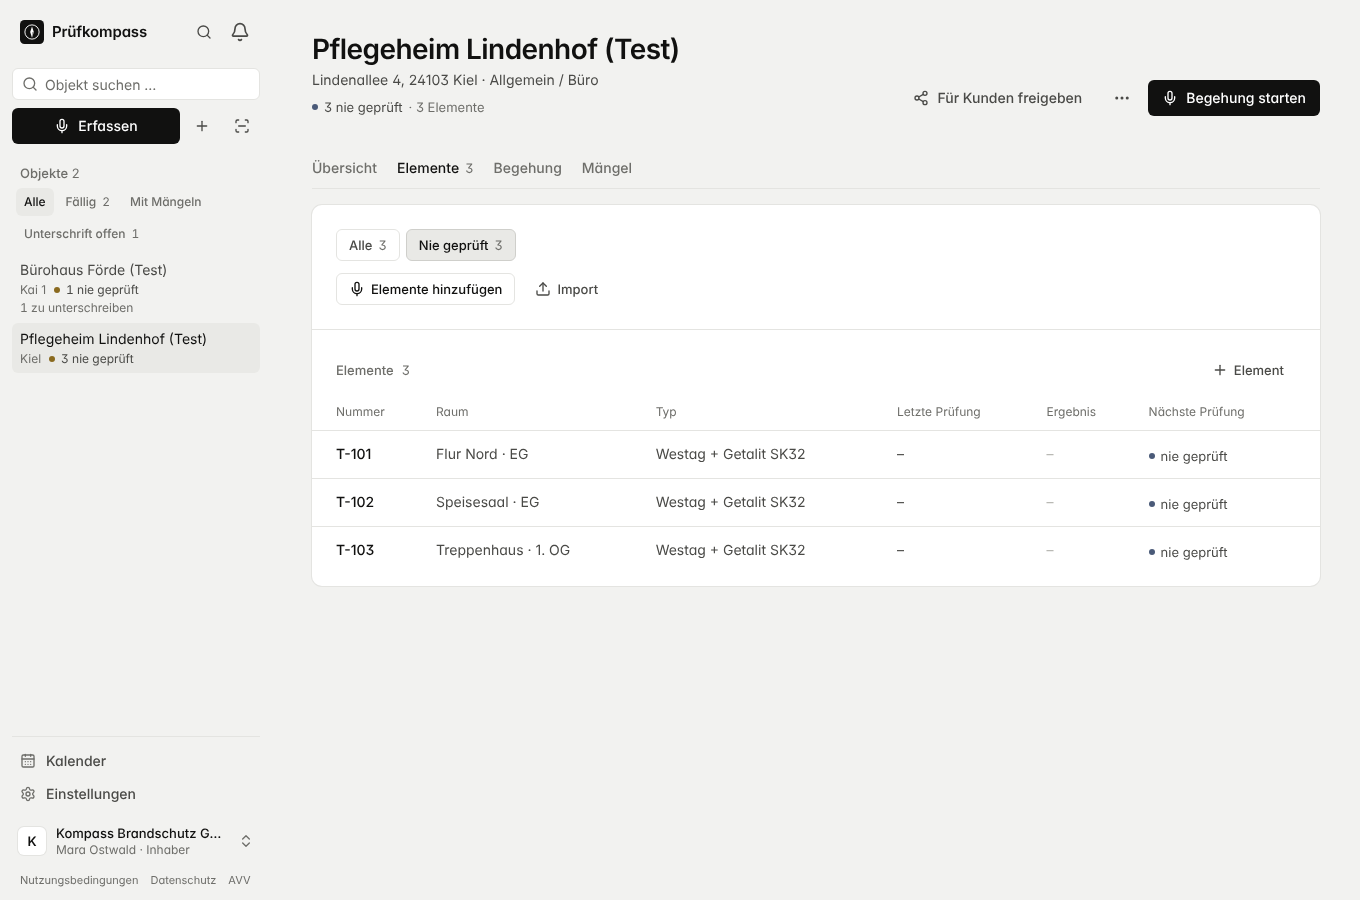 Prüfkompass
Objekt suchen ...
Erfassen
Objekte 2
Alle Fällig 2 Mit Mängeln
Unterschrift offen 1
Bürohaus Förde (Test)
Kai 1 1 nie geprüft
1 zu unterschreiben
Pflegeheim Lindenhof (Test)
Kiel 3 nie geprüft
Kalender
Einstellungen
K
Kompass Brandschutz G...
Mara Ostwald · Inhaber
Nutzungsbedingungen Datenschutz AVV
Pflegeheim Lindenhof (Test)
Lindenallee 4, 24103 Kiel · Allgemein / Büro
3 nie geprüft · 3 Elemente
Für Kunden freigeben
Begehung starten
Übersicht Elemente 3 Begehung Mängel
Alle 3 Nie geprüft 3
Elemente hinzufügen Import
Elemente 3 Element
Nummer Raum Typ Letzte Prüfung Ergebnis Nächste Prüfung
T-101 Flur Nord · EG Westag + Getalit SK32 – – nie geprüft
T-102 Speisesaal · EG Westag + Getalit SK32 – – nie geprüft
T-103 Treppenhaus · 1. OG Westag + Getalit SK32 – – nie geprüft